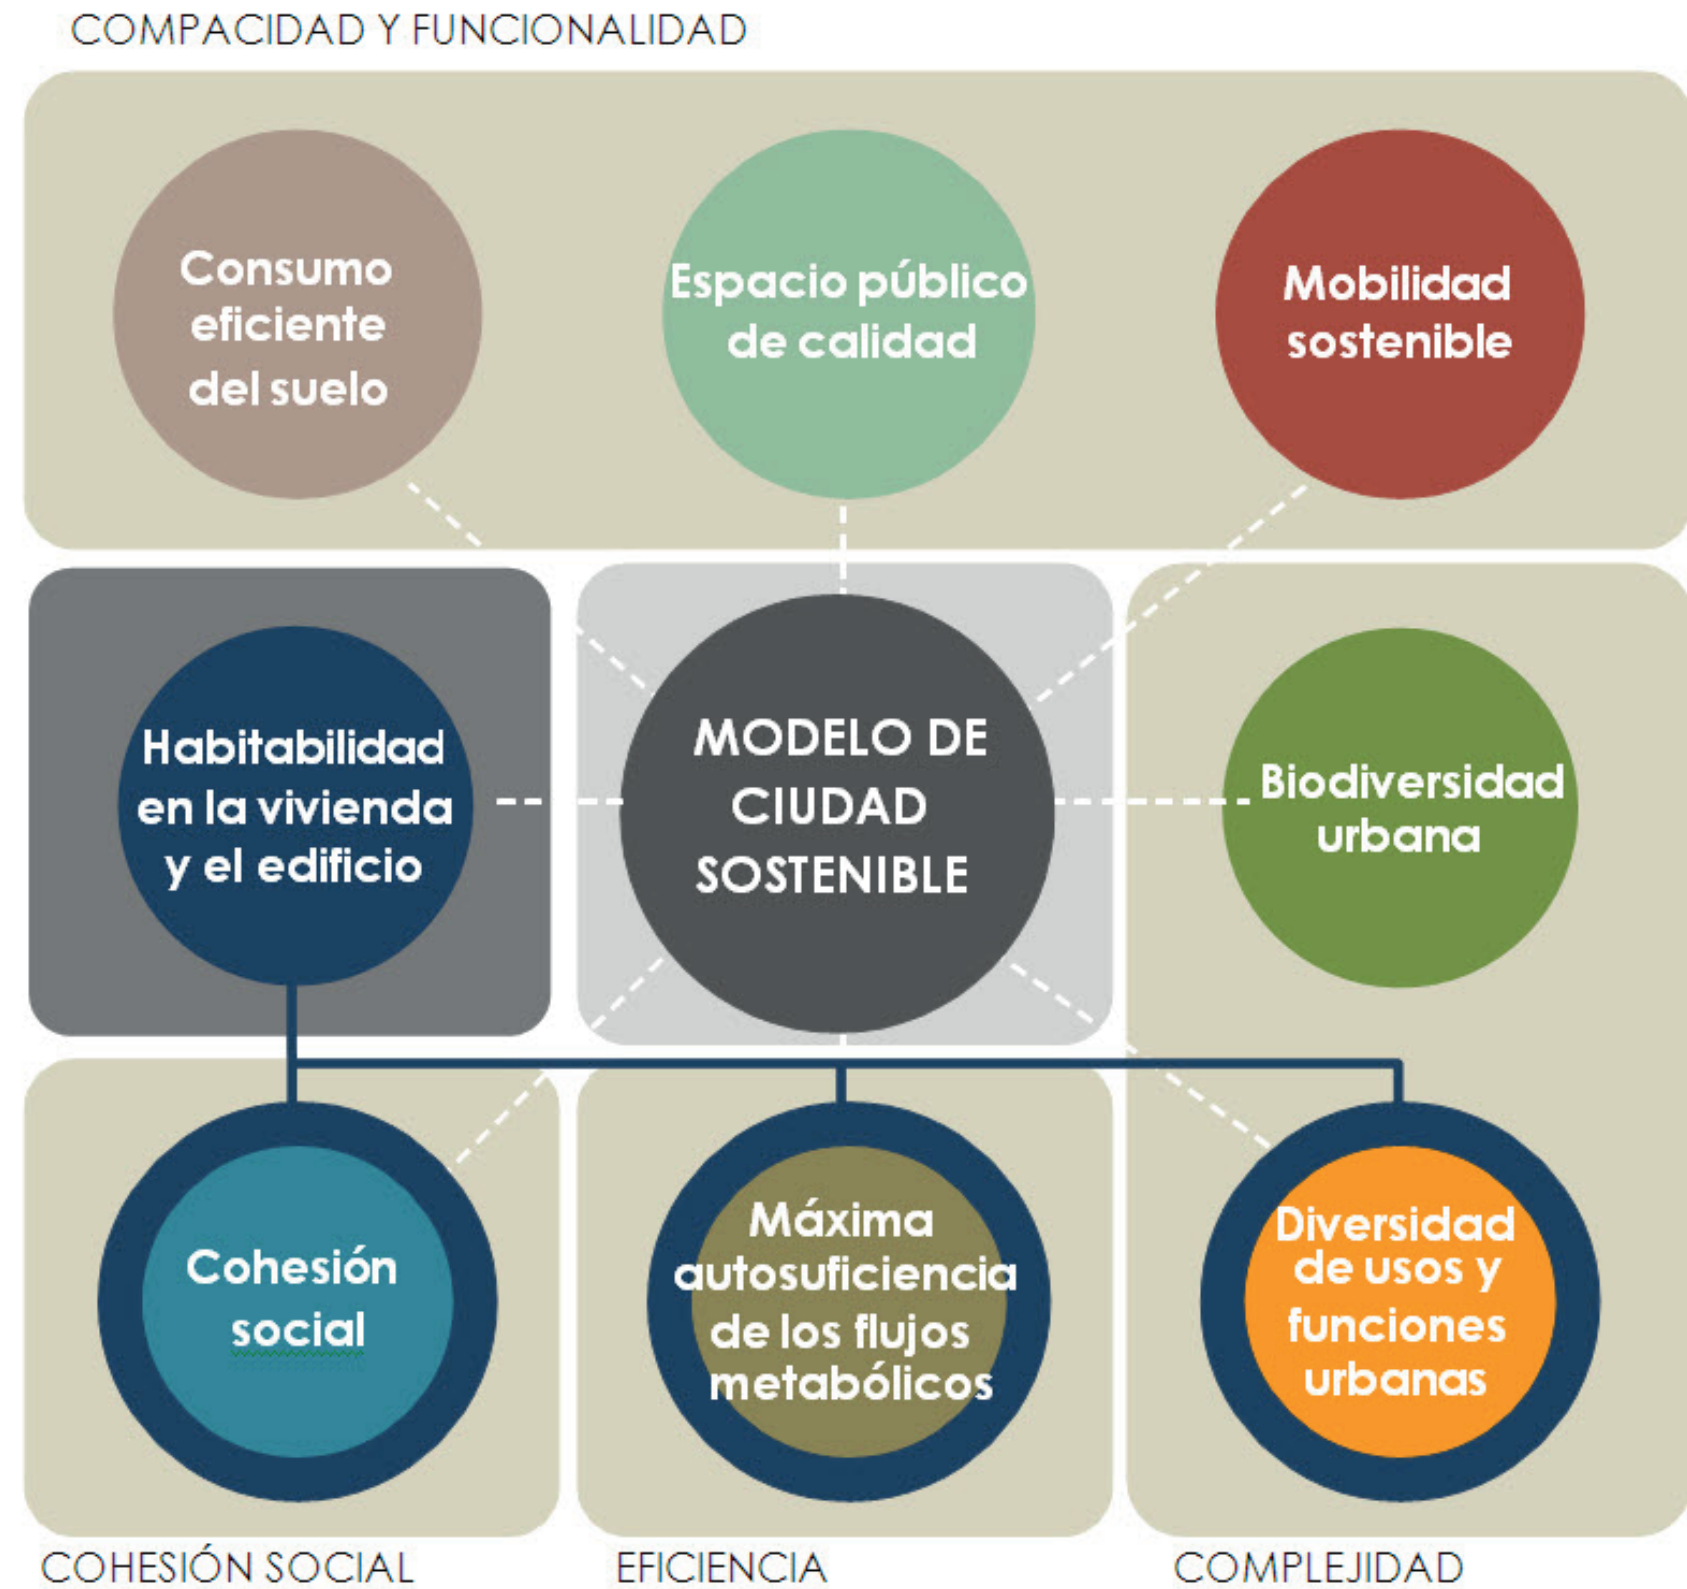 COMPACIDAD Y FUNCIONALIDAD
Consumo
eficiente
del suelo
Espacio público
de calidad
Mobilidad
sostenible
Habitabilidad
en la vivienda
y el edificio
MODELO DE
CIUDAD
SOSTENIBLE
Biodiversidad
urbana
Cohesión
social
Máxima
autosuficiencia
de los flujos
metabólicos
Diversidad
de usos y
funciones
urbanas
COHESIÓN SOCIAL
EFICIENCIA
COMPLEJIDAD